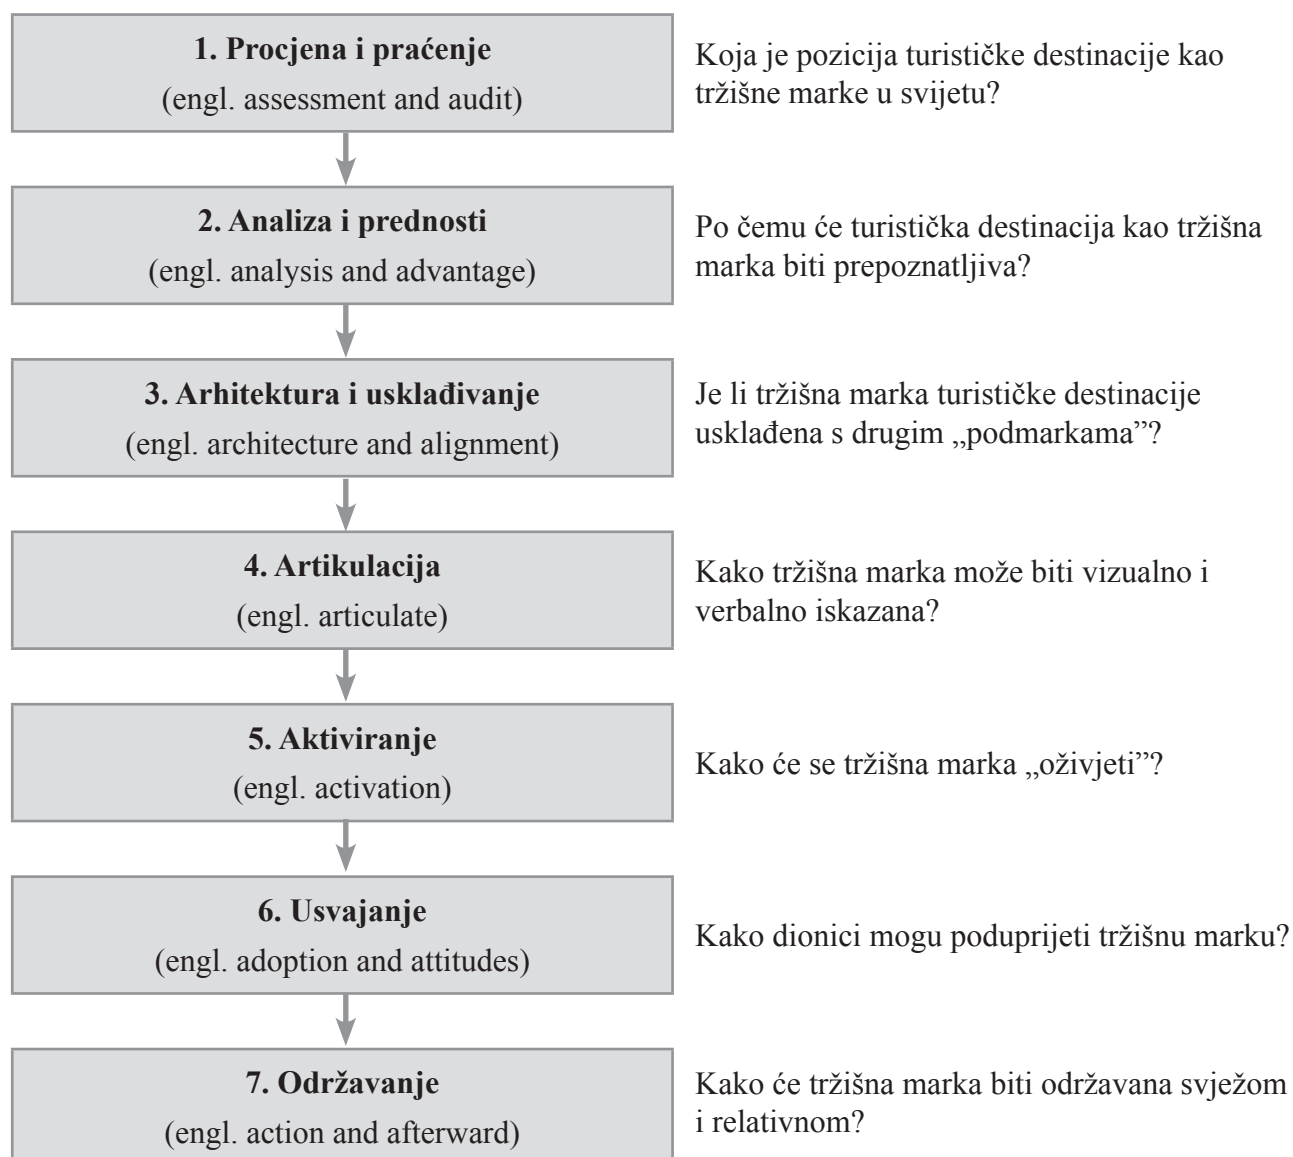 1. Procjena i praćenje
(engl. assessment and audit)
Koja je pozicija turističke destinacije kao
tržišne marke u svijetu?
2. Analiza i prednosti
(engl. analysis and advantage)
Po čemu će turistička destinacija kao tržišna
marka biti prepoznatljiva?
3. Arhitektura i usklađivanje
(engl. architecture and alignment)
Je li tržišna marka turističke destinacije
usklađena s drugim „podmarkama”?
4. Artikulacija
(engl. articulate)
Kako tržišna marka može biti vizualno i
verbalno iskazana?
5. Aktiviranje
(engl. activation)
Kako će se tržišna marka „oživjeti”?
6. Usvajanje
(engl. adoption and attitudes)
Kako dionici mogu poduprijeti tržišnu marku?
7. Održavanje
(engl. action and afterward)
Kako će tržišna marka biti održavana svježom
i relativnom?